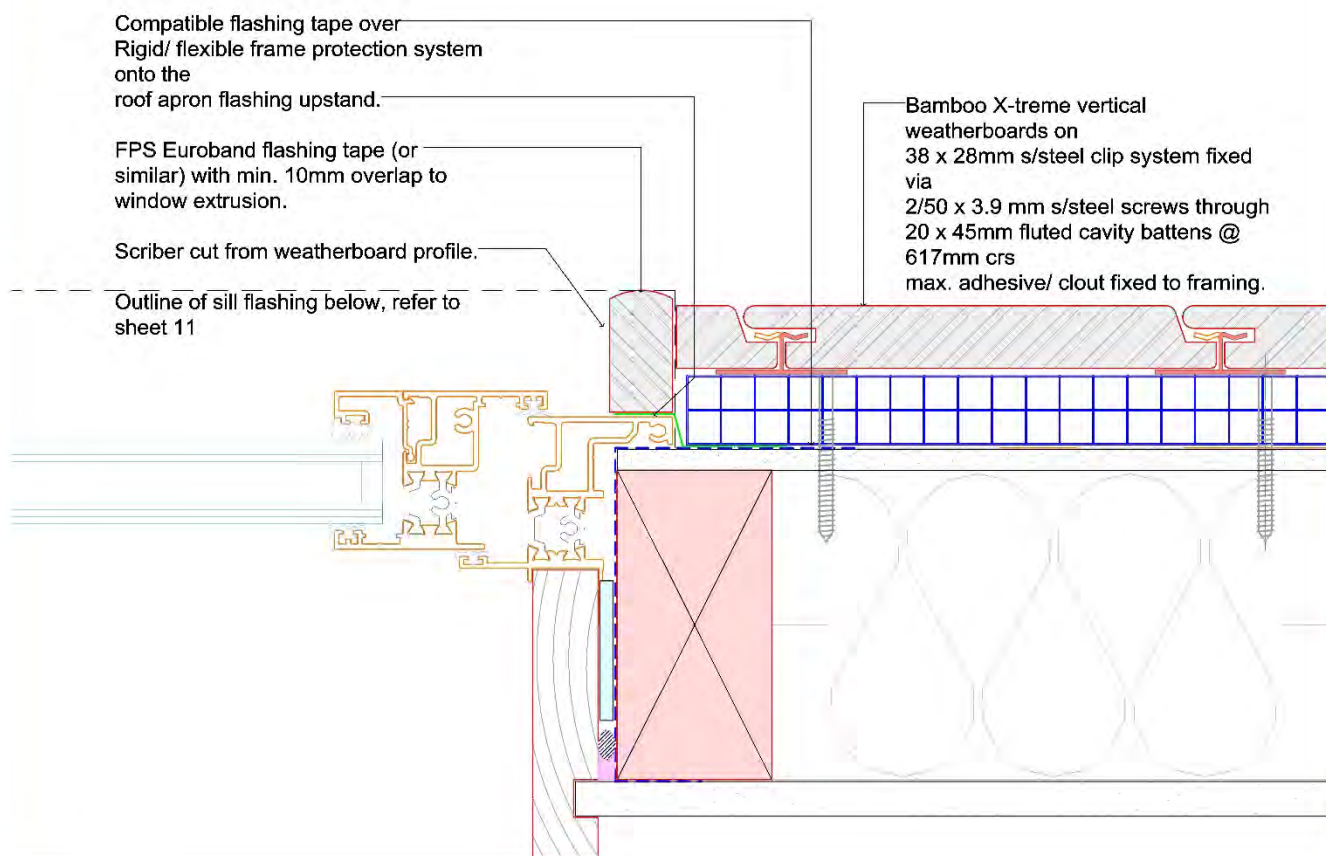 Compatible flashing tape over
Rigid/ flexible frame protection system
onto the
roof apron flashing upstand.
FPS Euroband flashing tape (or
similar) with min. 10mm overlap to
window extrusion.
Scriber cut from weatherboard profile.
Outline of sill flashing below, refer to
sheet 11
Bamboo X-treme vertical
weatherboards on
38 x 28mm s/steel clip system fixed
via
2/50 x 3.9 mm s/steel screws through
20 x 45mm fluted cavity battens @
617mm crs
max. adhesive/ clout fixed to framing.